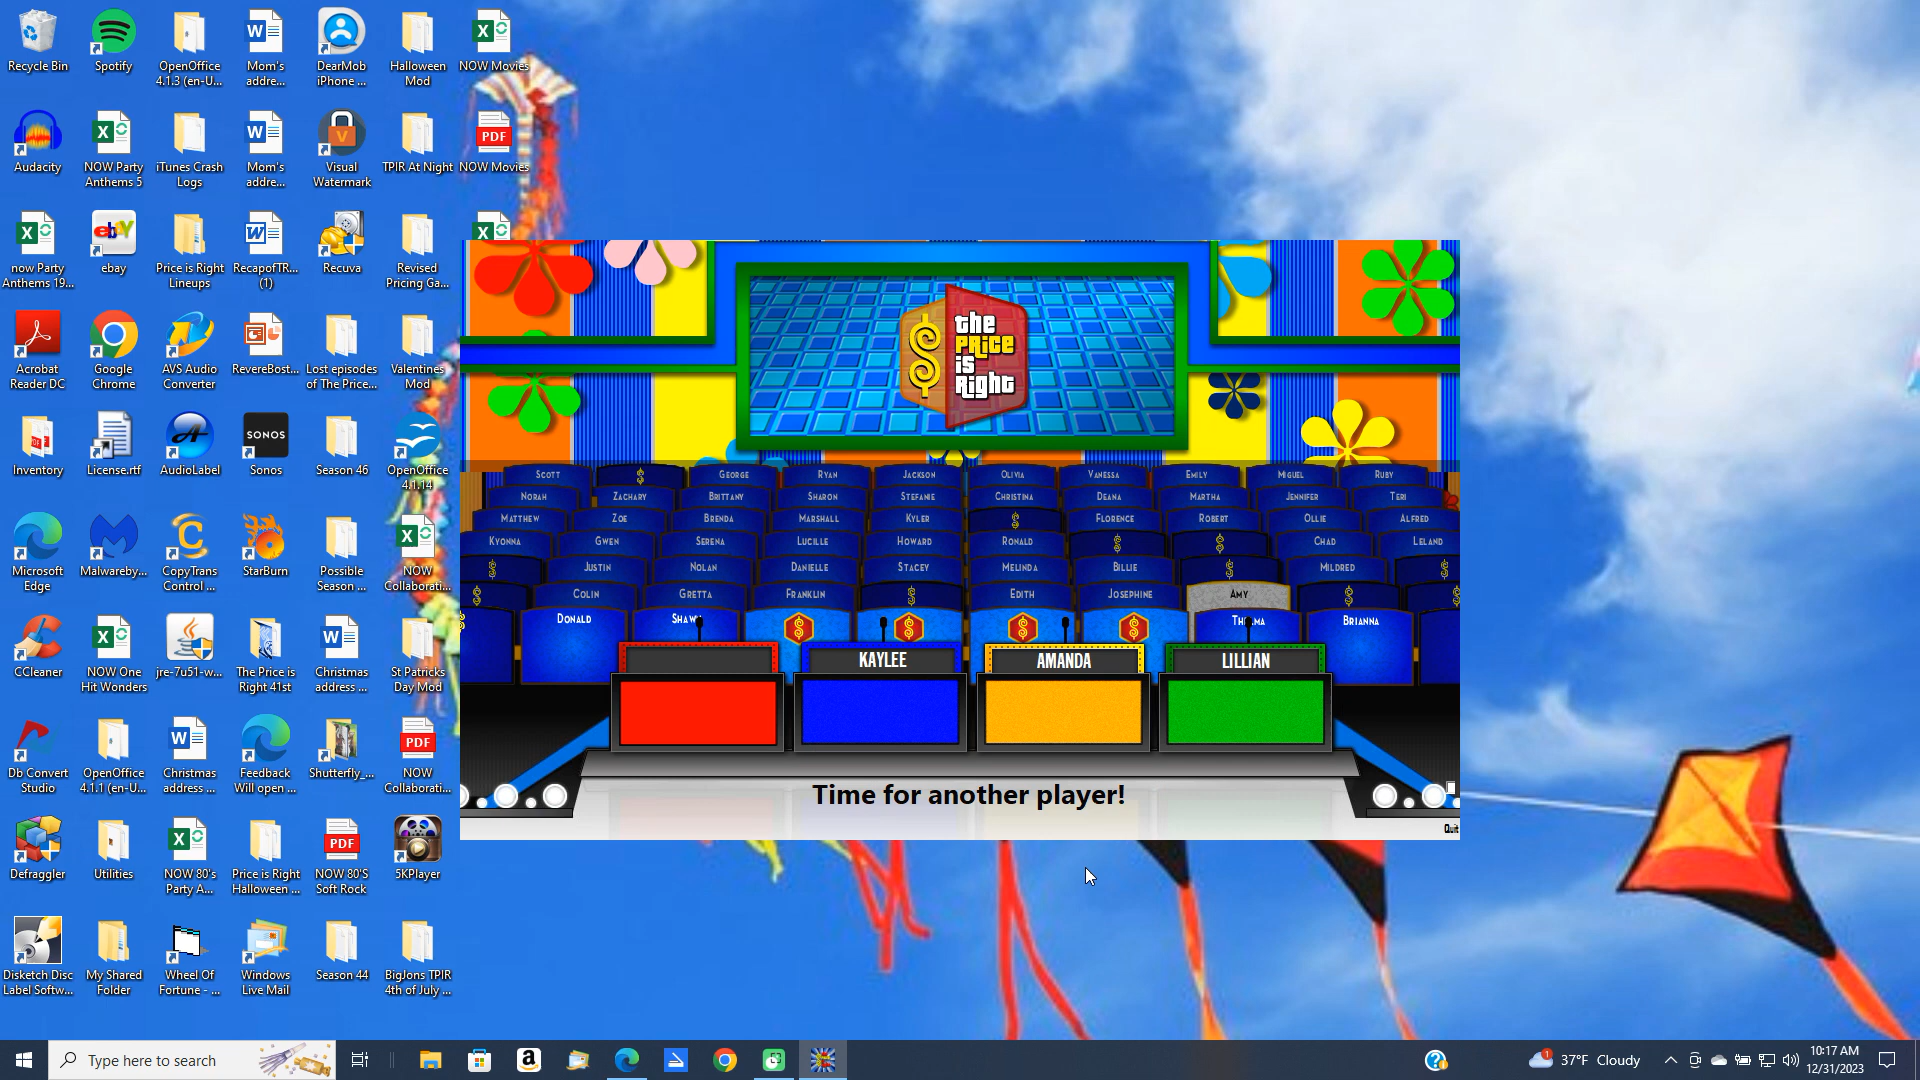 Recycle Bin
Spotify
OpenOffice
4.1.3 (en-U...
Mom's
addre...
DearMob
iPhone ...
Halloween
Mod
NOW Movies
Audacity
NOW Party
Anthems 5
iTunes Crash
Logs
Mom's
addre...
Visual
Watermark
TPIR At Night
PDF
NOW Movies
now Party
Anthems 19...
ebay
Price is Right
Lineups
RecapofTR...
(1)
Recuva
Revised
Pricing Ga...
Acrobat
Reader DC
Google
Chrome
AVS Audio
Converter
RevereBost...
Lost episodes
of The Price...
Valentines
Mod
Inventory
License.rtf
AudioLabel
SONOS
Sonos
Season 46
OpenOffice
4.1.14
Microsoft
Edge
Malwareby...
CopyTrans
Control ...
StarBurn
Possible
Season ...
NOW
Collaborati...
CCleaner
NOW One
Hit Wonders
jre-7u51-w...
The Price is
Right 41st
Christmas
address ...
St Patricks
Day Mod
Db Convert
Studio
OpenOffice
4.1.1 (en-U...
Christmas
address ...
Feedback
Will open ...
Shutterfly_...
PDF
NOW
Collaborati...
Defraggler
Utilities
NOW 80's
Party A...
Price is Right
Halloween ...
PDF
NOW 80'S
Soft Rock
5KPlayer
Disketch Disc
Label Softw...
My Shared
Folder
Wheel Of
Fortune - ...
Windows
Live Mail
Season 44
BigJons TPIR
4th of July ...
the
PRiCe
is
Right
SCOTT
$
GEORGE
RYAN
JACKSON
OLIVIA
VANESSA
EMILY
MIGUEL
RUBY
NORAH
ZACHARY
BRITTANY
SHARON
STEFANIE
CHRISTINA
DEANA
MARTHA
JENNIFER
TERI
MATTHEW
ZOE
BRENDA
MARSHALL
KYLER
$
FLORENCE
ROBERT
OLLIE
ALFRED
KYONNA
GWEN
SERENA
LUCILLE
HOWARD
RONALD
$
$
CHAD
LELAND
$
JUSTIN
NOLAN
DANIELLE
STACEY
MELINDA
BILLIE
$
MILDRED
$
$
COLIN
GRETTA
FRANKLIN
$
EDITH
JOSEPHINE
AMY
$
$
DONALD
SHAWN
$
$
$
$
THELMA
BRIANNA
KAYLEE
AMANDA
LILLIAN
Time for another player!
Quit
Type here to search
37°F Cloudy
10:17 AM
12/31/2023